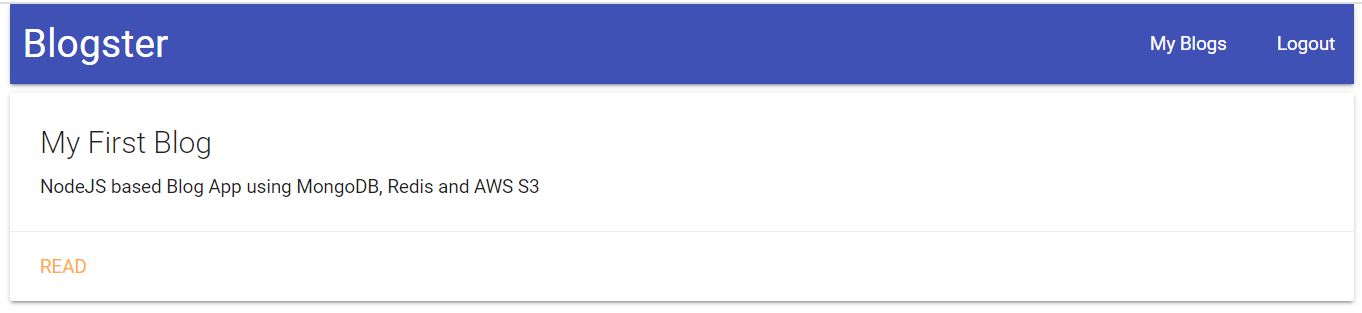 Blogster
My Blogs
Logout
My First Blog
NodeJS based Blog App using MongoDB, Redis and AWS S3
READ